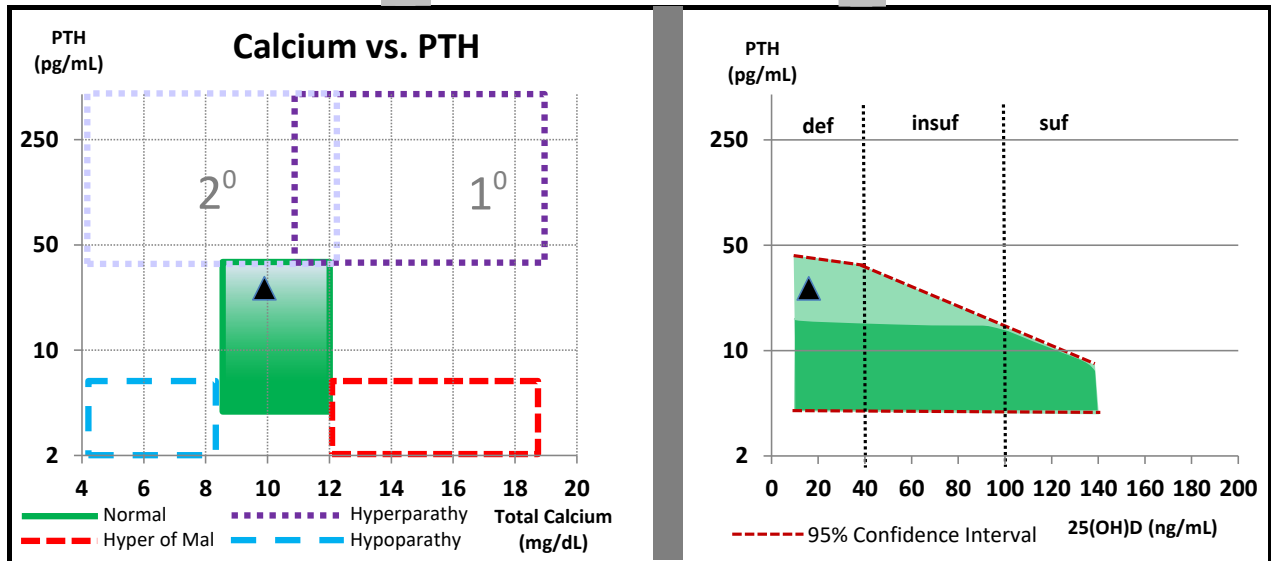 Calcium vs. PTH
PTH
(pg/mL)
250
50
10
2
2⁰
1⁰
4 6 8 10 12 14 16 18 20
Normal
Hyperparathy
Hyper of Mal
Hypoparathy
Total Calcium
(mg/dL)
PTH
(pg/mL)
def insuf suf
250
50
10
2
0 20 40 60 80 100 120 140 160 180 200
95% Confidence Interval
25(OH)D (ng/mL)